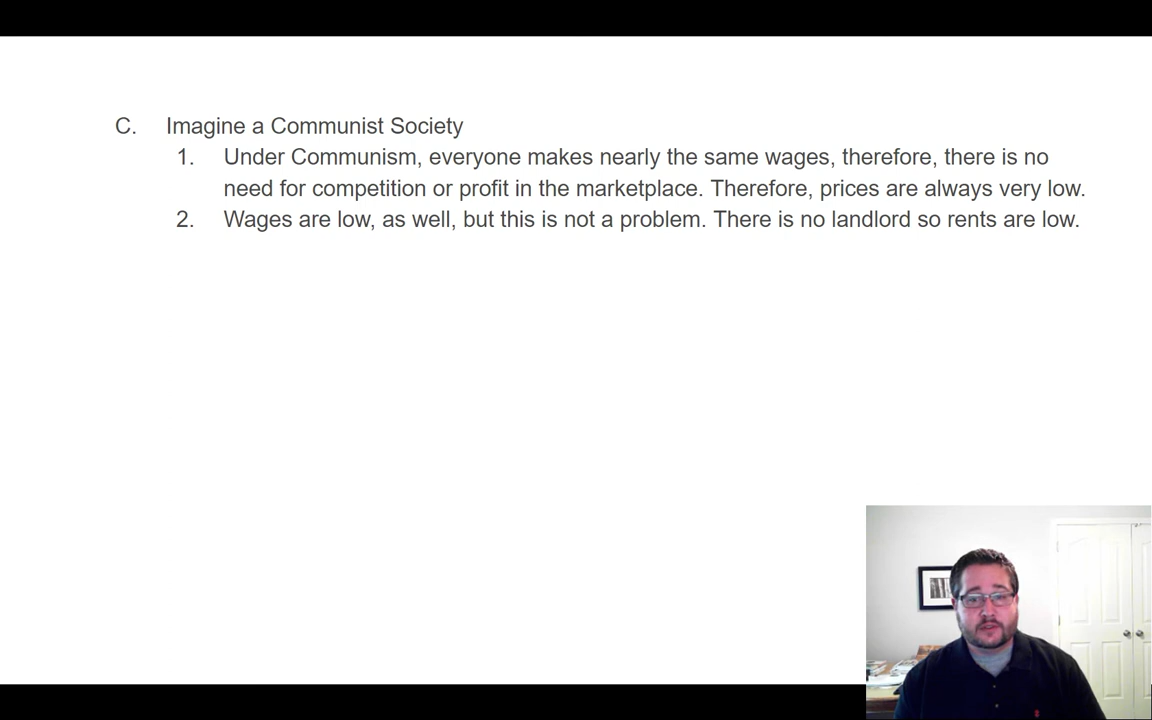 C. Imagine a Communist Society
1. Under Communism, everyone makes nearly the same wages, therefore, there is no
need for competition or profit in the marketplace. Therefore, prices are always very low.
2. Wages are low, as well, but this is not a problem. There is no landlord so rents are low.